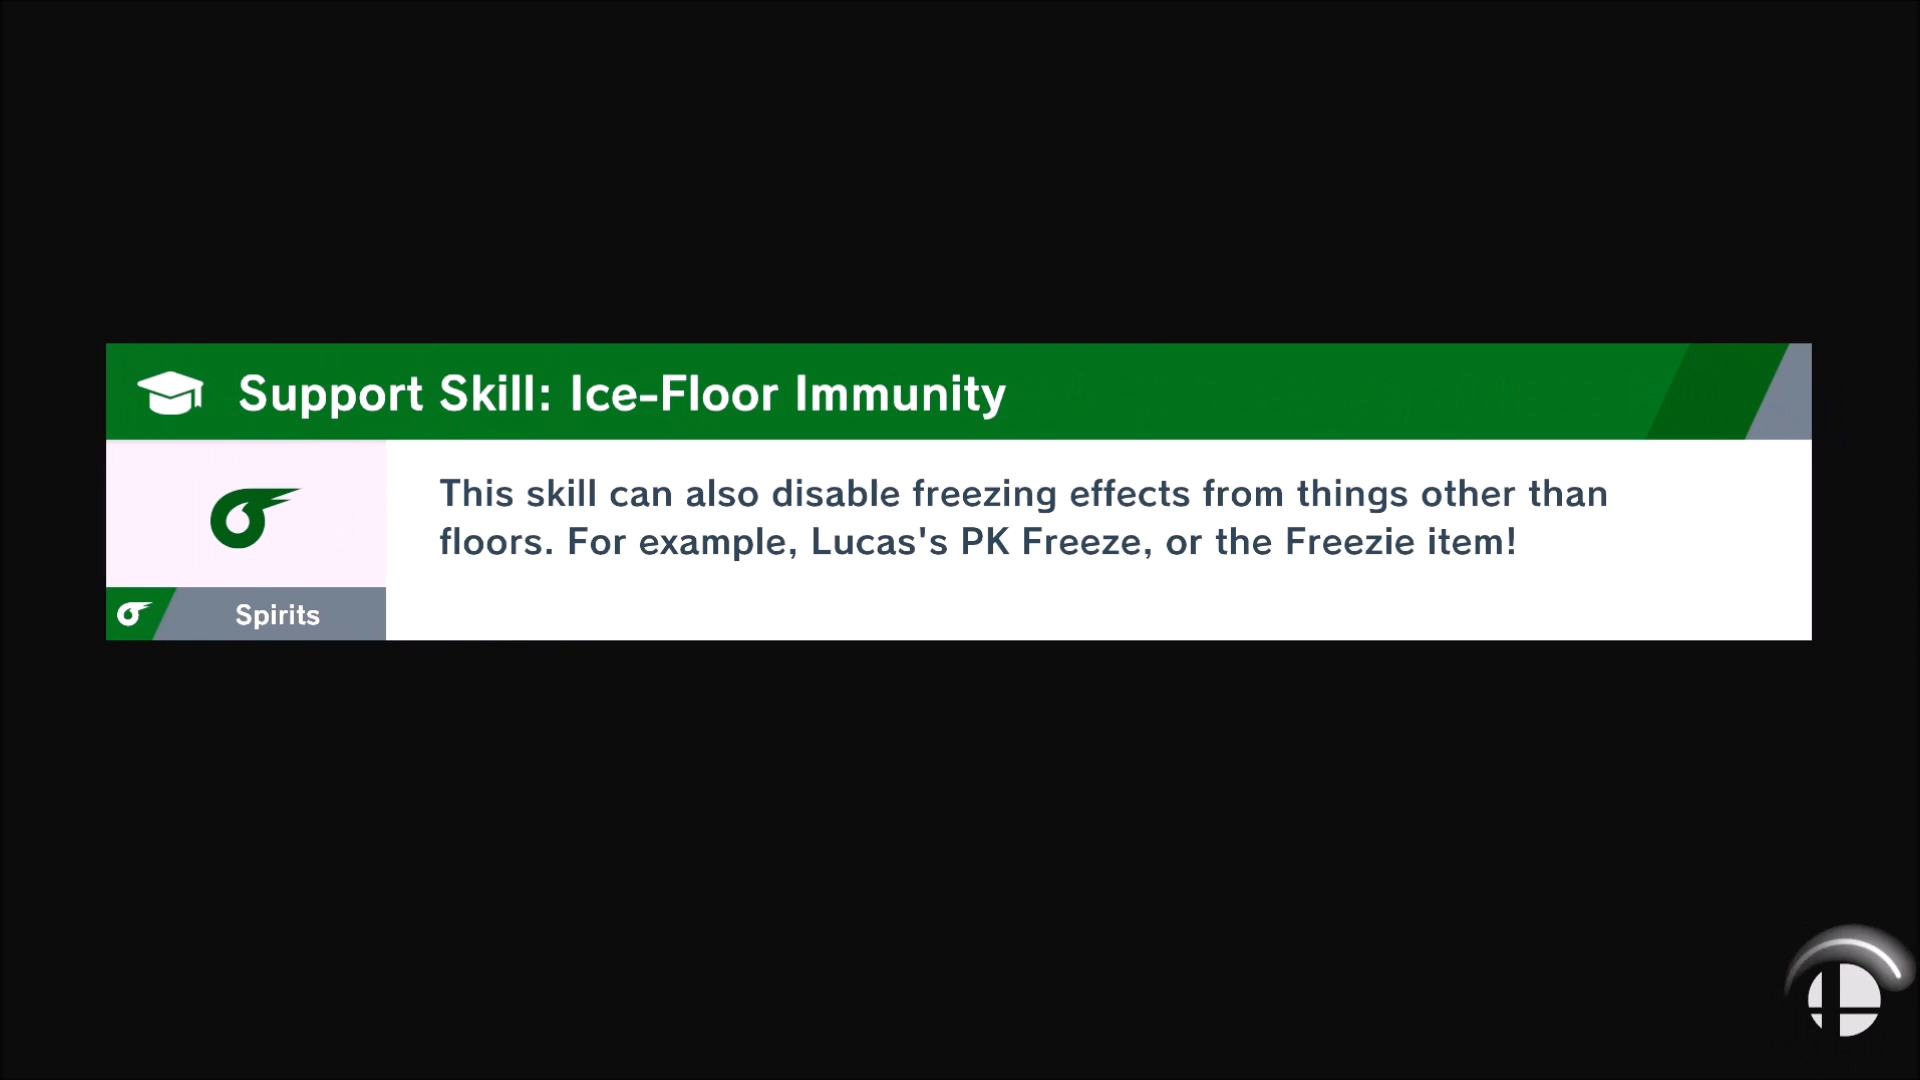 Support Skill: Ice-Floor Immunity
This skill can also disable freezing effects from things other than
floors. For example, Lucas's PK Freeze, or the Freezie item!
Spirits